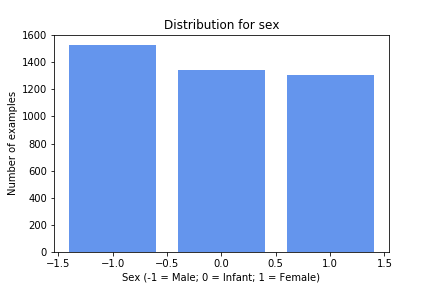 Distribution for sex
1600
1400
1200
1000
800
600
400
200
0
Number of examples
−1.5 −1.0 −0.5 0.0 0.5 1.0 1.5
Sex (-1 = Male; 0 = Infant; 1 = Female)